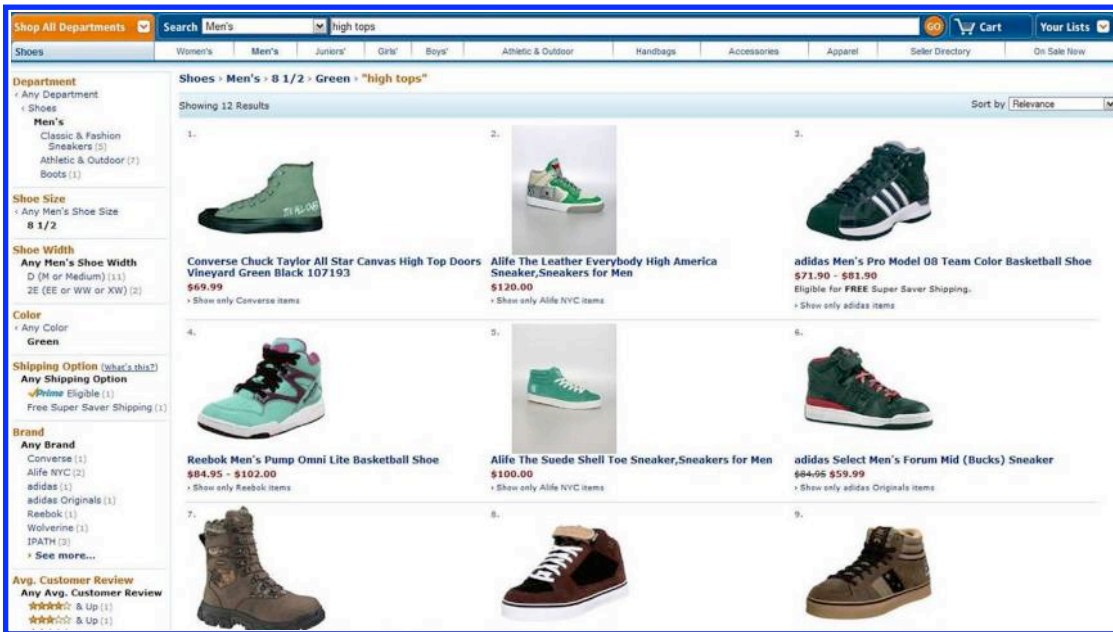 Shop All Departments Search Men's high tops GO Cart Your Lists
Shoes Women's Men's Juniors' Girls' Boys' Athletic & Outdoor Handbags Accessories Apparel Seller Directory On Sale Now
Department
‹ Any Department
‹ Shoes
Men's
Classic & Fashion
Sneakers (5)
Athletic & Outdoor (7)
Boots (1)
Shoe Size
‹ Any Men's Shoe Size
8 1/2
Shoe Width
Any Men's Shoe Width
D (M or Medium) (11)
2E (EE or WW or XW) (2)
Color
‹ Any Color
Green
Shipping Option (What's this?)
Any Shipping Option
Prime Eligible (1)
Free Super Saver Shipping (1)
Brand
Any Brand
Converse (1)
Alife NYC (2)
adidas (1)
adidas Originals (1)
Reebok (1)
Wolverine (1)
IPATH (3)
› See more...
Avg. Customer Review
Any Avg. Customer Review
& Up (1)
& Up (1)
Shoes › Men's › 8 1/2 › Green › "high tops"
Showing 12 Results Sort by Relevance
1.
Converse Chuck Taylor All Star Canvas High Top Doors
Vineyard Green Black 107193
$69.99
› Show only Converse items
2.
Alife The Leather Everybody High America
Sneaker,Sneakers for Men
$120.00
› Show only Alife NYC items
3.
adidas Men's Pro Model 08 Team Color Basketball Shoe
$71.90 - $81.90
Eligible for FREE Super Saver Shipping.
› Show only adidas items
4.
Reebok Men's Pump Omni Lite Basketball Shoe
$84.95 - $102.00
› Show only Reebok items
5.
Alife The Suede Shell Toe Sneaker,Sneakers for Men
$100.00
› Show only Alife NYC items
6.
adidas Select Men's Forum Mid (Bucks) Sneaker
$84.95 $59.99
› Show only adidas Originals items
7.
8.
9.